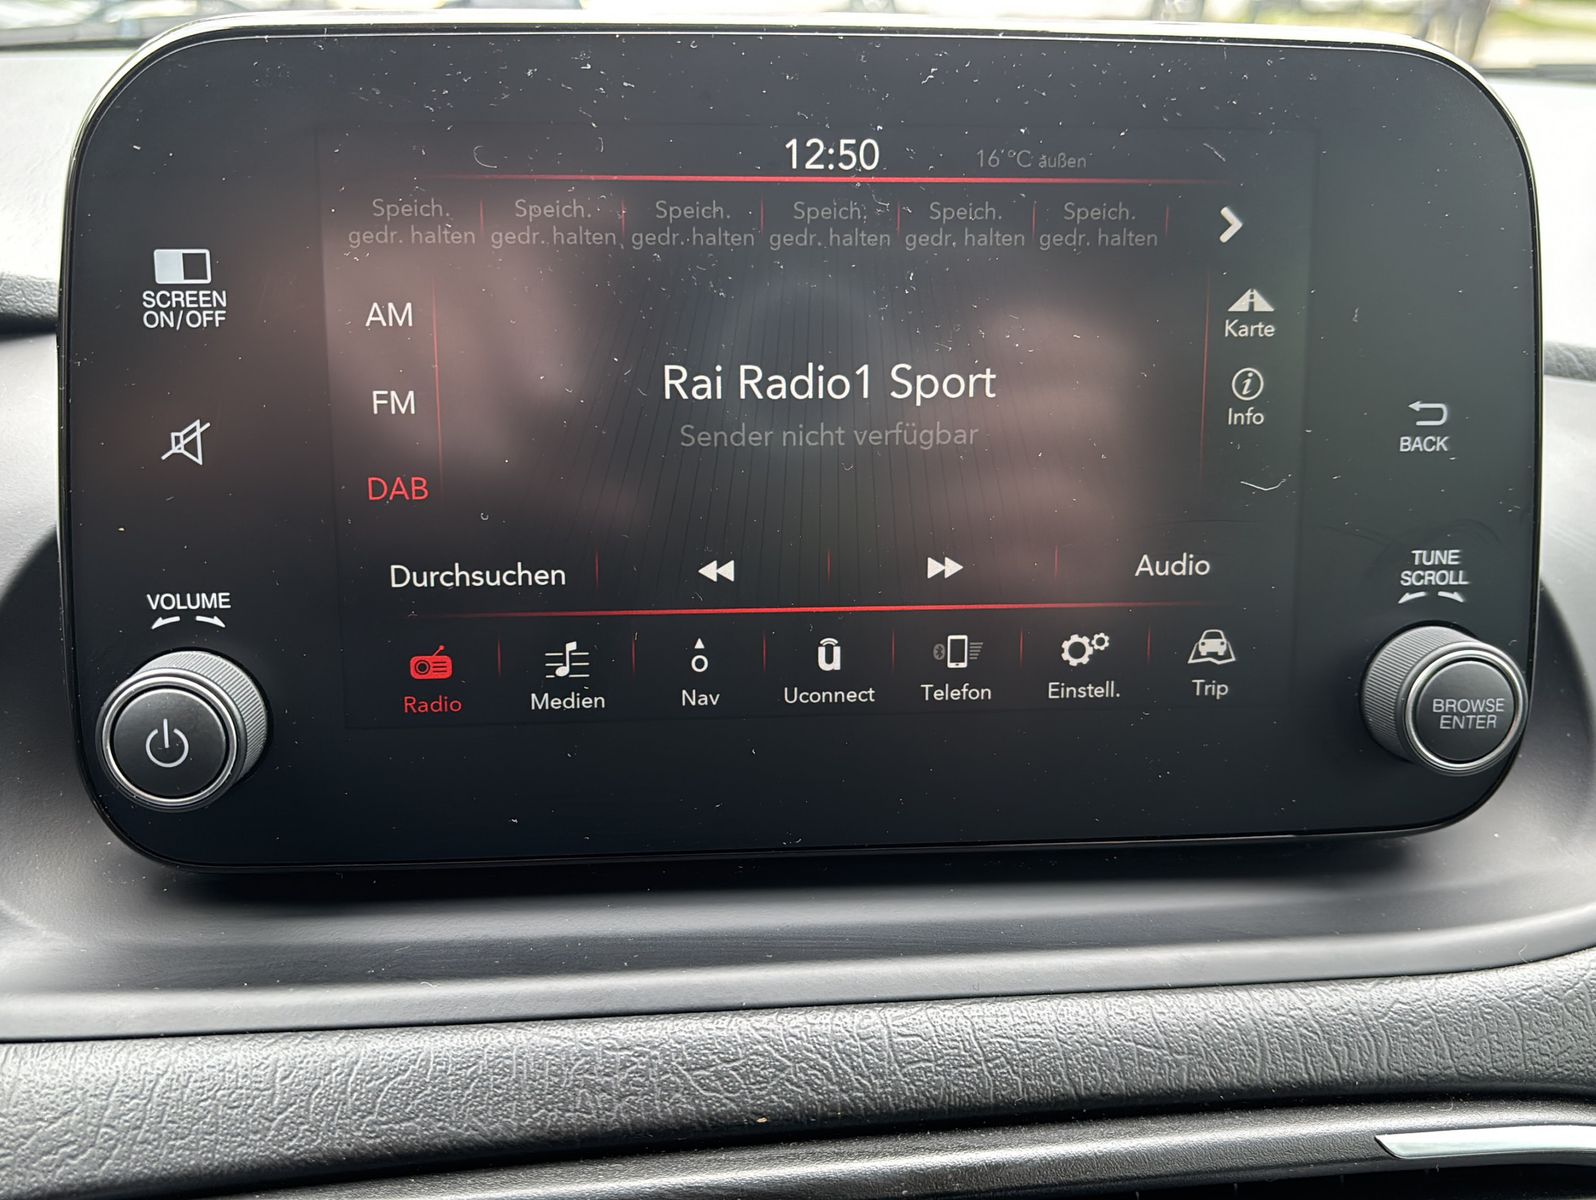 12:50
16 °C außen
Speich. Speich. Speich. Speich. Speich. Speich.
gedr. halten gedr. halten gedr. halten gedr. halten gedr. halten gedr. halten
SCREEN
ON/OFF
AM
Karte
Rai Radio1 Sport
FM
Info
Sender nicht verfügbar
BACK
DAB
Durchsuchen
Audio
TUNE
SCROLL
VOLUME
Radio
Medien
Nav
Uconnect
Telefon
Einstell.
Trip
BROWSE
ENTER